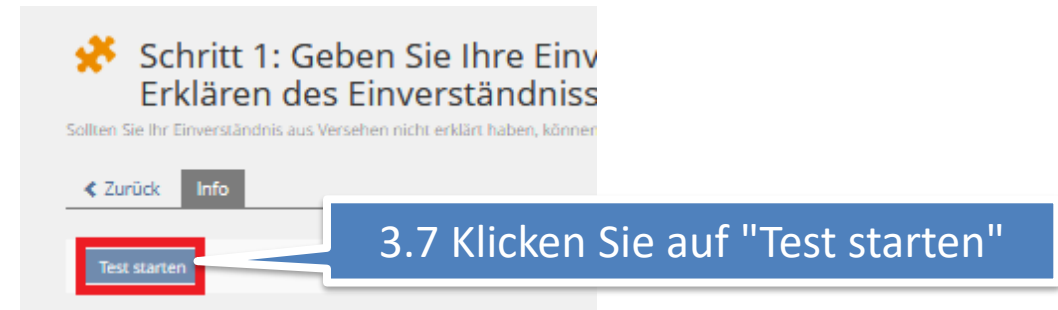 Schritt 1: Geben Sie Ihre Einv
Erklären des Einverständniss
Sollten Sie Ihr Einverständnis aus Versehen nicht erklärt haben, können
Zurück Info
Test starten
3.7 Klicken Sie auf "Test starten"